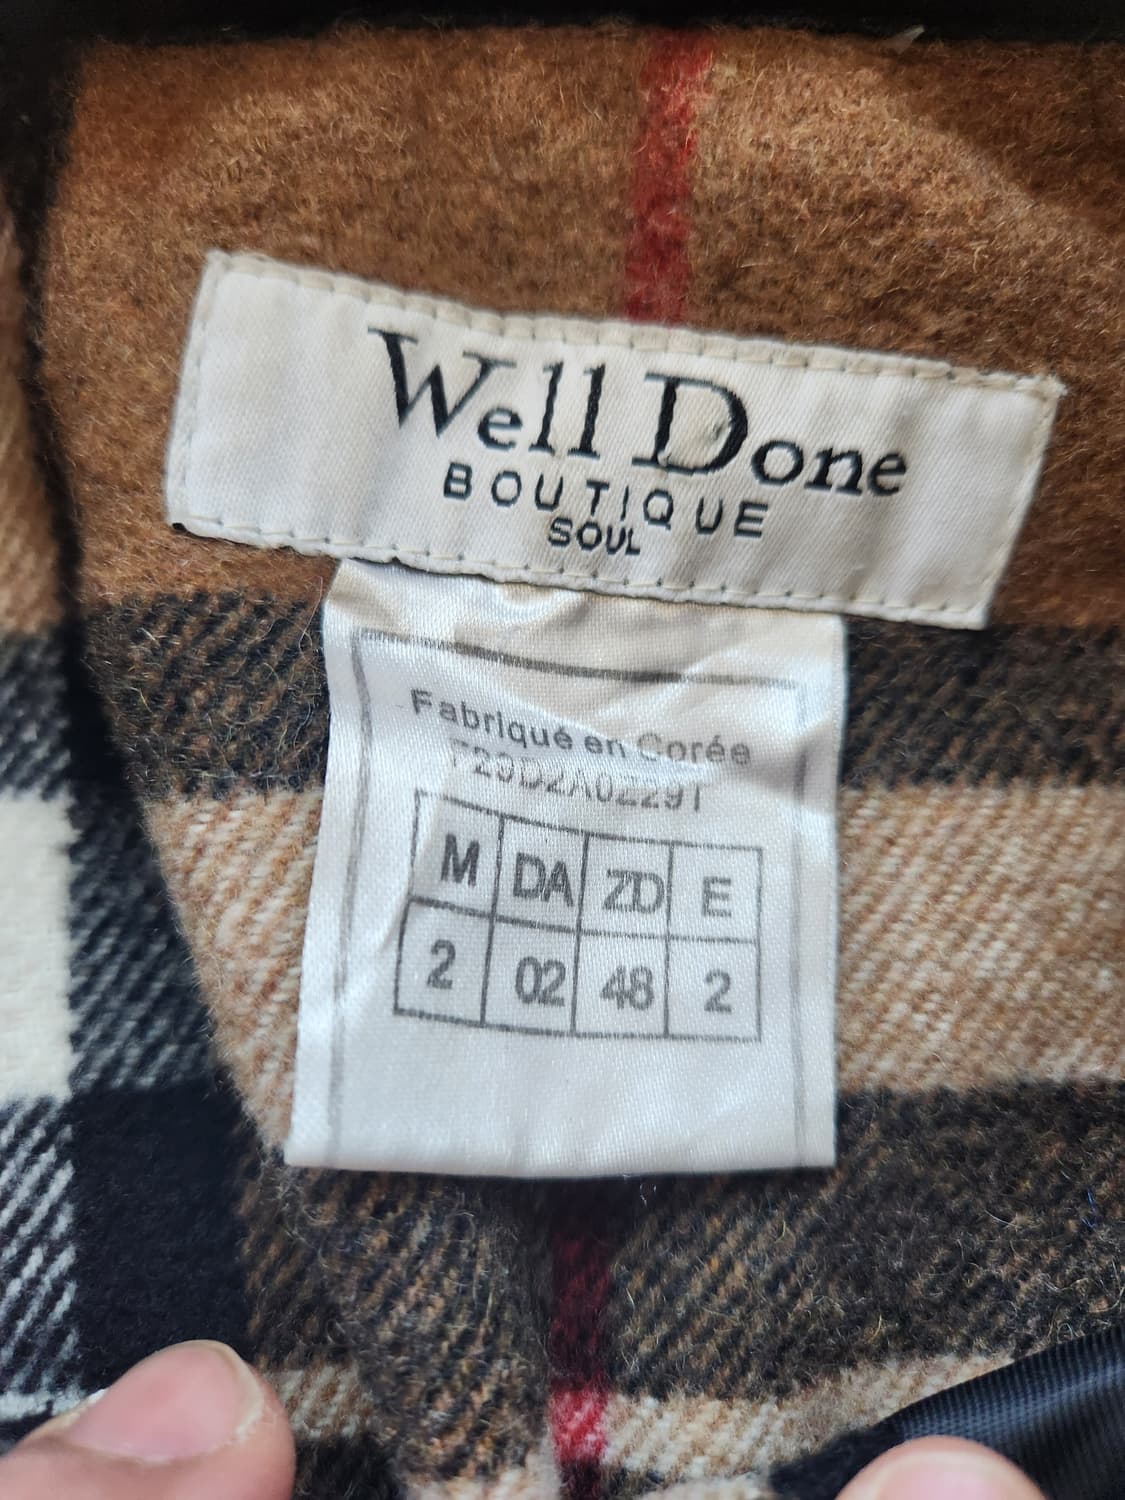 Well Done
BOUTIQUE
SOUL
Fabriqué en Corée
M DA ZD E
2 02 48 2